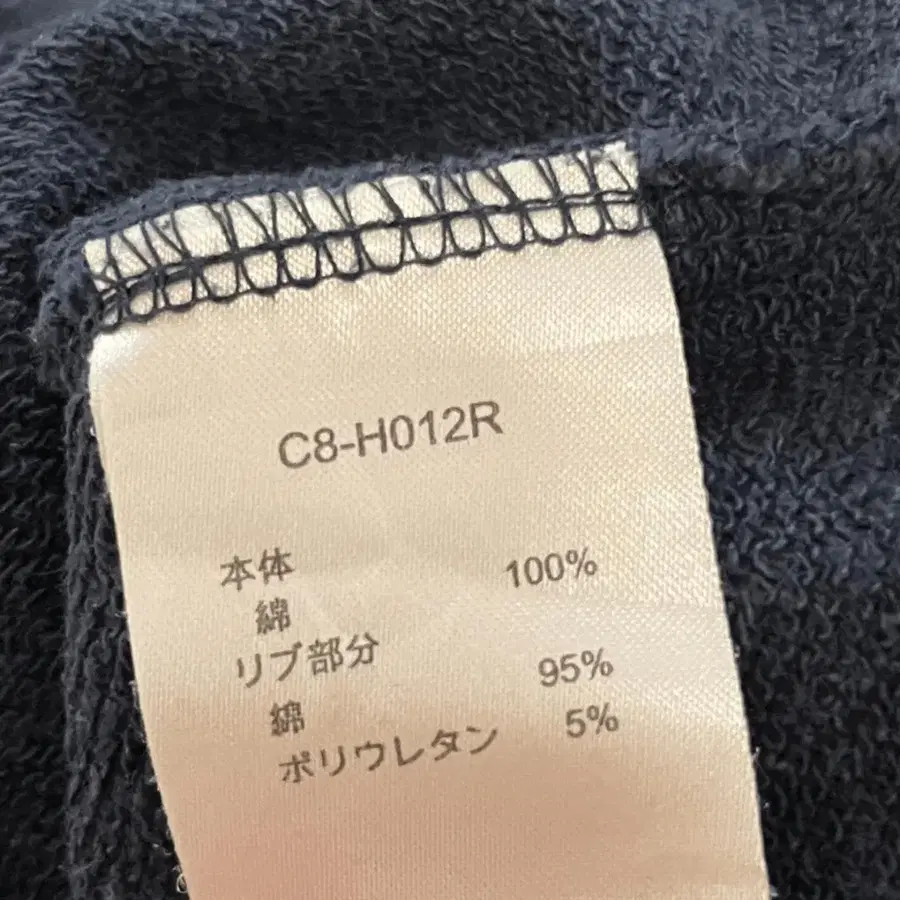 C8-H012R
本体
綿 100%
リブ部分
綿 95%
ポリウレタン 5%